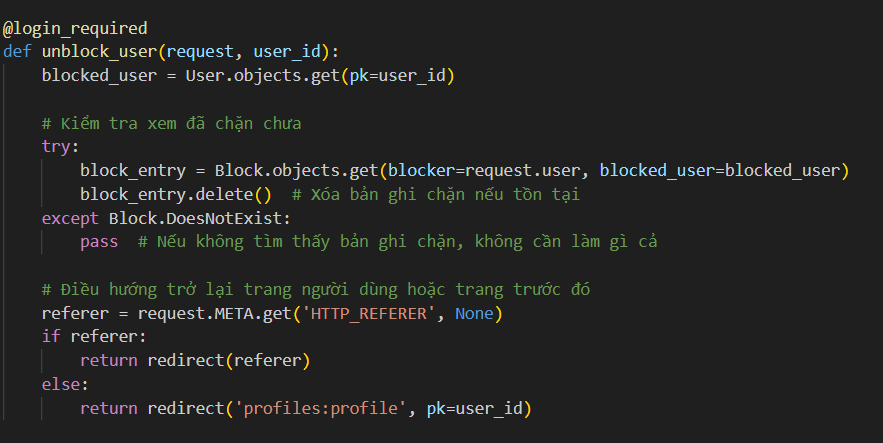 @login_required
def unblock_user(request, user_id):
    blocked_user = User.objects.get(pk=user_id)

    # Kiểm tra xem đã chặn chưa
    try:
        block_entry = Block.objects.get(blocker=request.user, blocked_user=blocked_user)
        block_entry.delete()  # Xóa bản ghi chặn nếu tồn tại
    except Block.DoesNotExist:
        pass  # Nếu không tìm thấy bản ghi chặn, không cần làm gì cả

    # Điều hướng trở lại trang người dùng hoặc trang trước đó
    referer = request.META.get('HTTP_REFERER', None)
    if referer:
        return redirect(referer)
    else:
        return redirect('profiles:profile', pk=user_id)